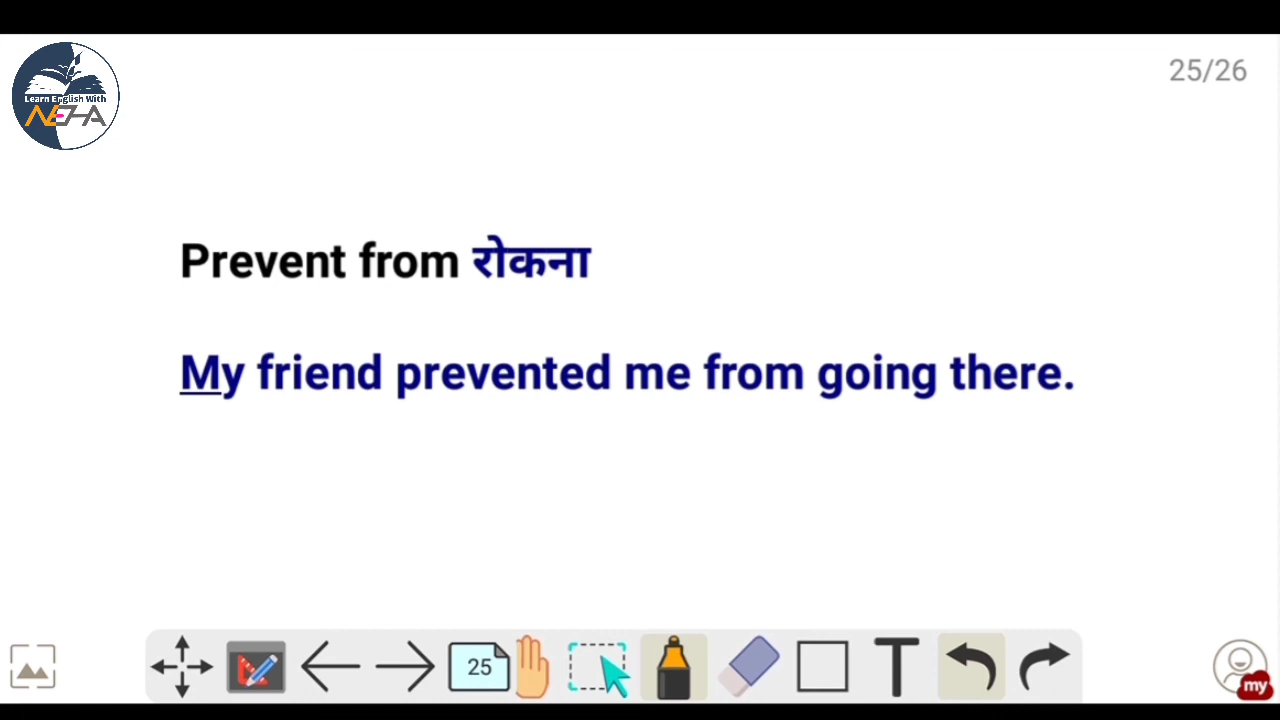 Learn English With
NEHA
25/26
Prevent from रोकना
My friend prevented me from going there.
25
my